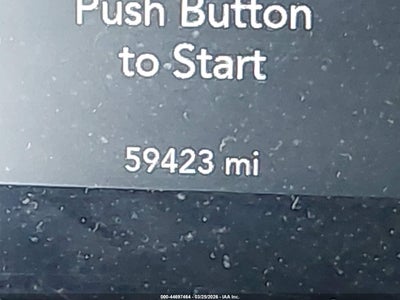 Push Button
to Start
59423 mi
000-44697464 - 03/25/2026 - IAA Inc.